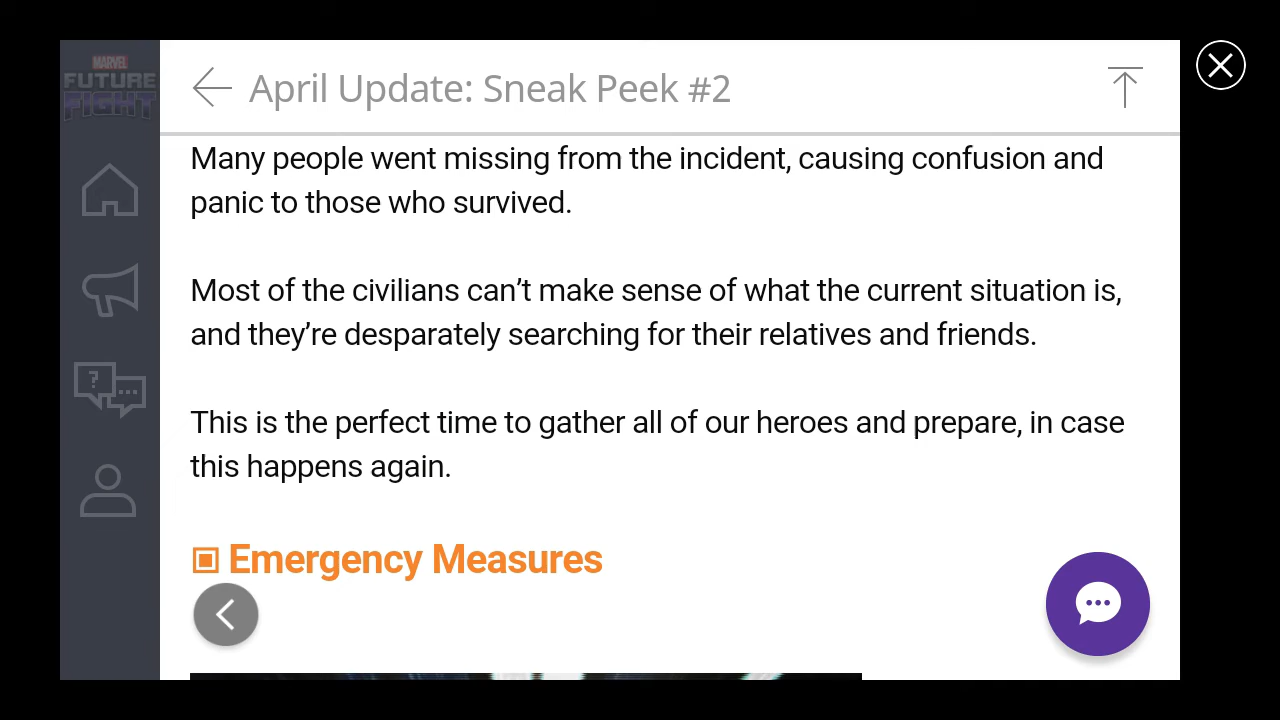 MARVEL
FUTURE
FIGHT
April Update: Sneak Peek #2
Many people went missing from the incident, causing confusion and
panic to those who survived.
Most of the civilians can’t make sense of what the current situation is,
and they’re desparately searching for their relatives and friends.
This is the perfect time to gather all of our heroes and prepare, in case
this happens again.
▣ Emergency Measures